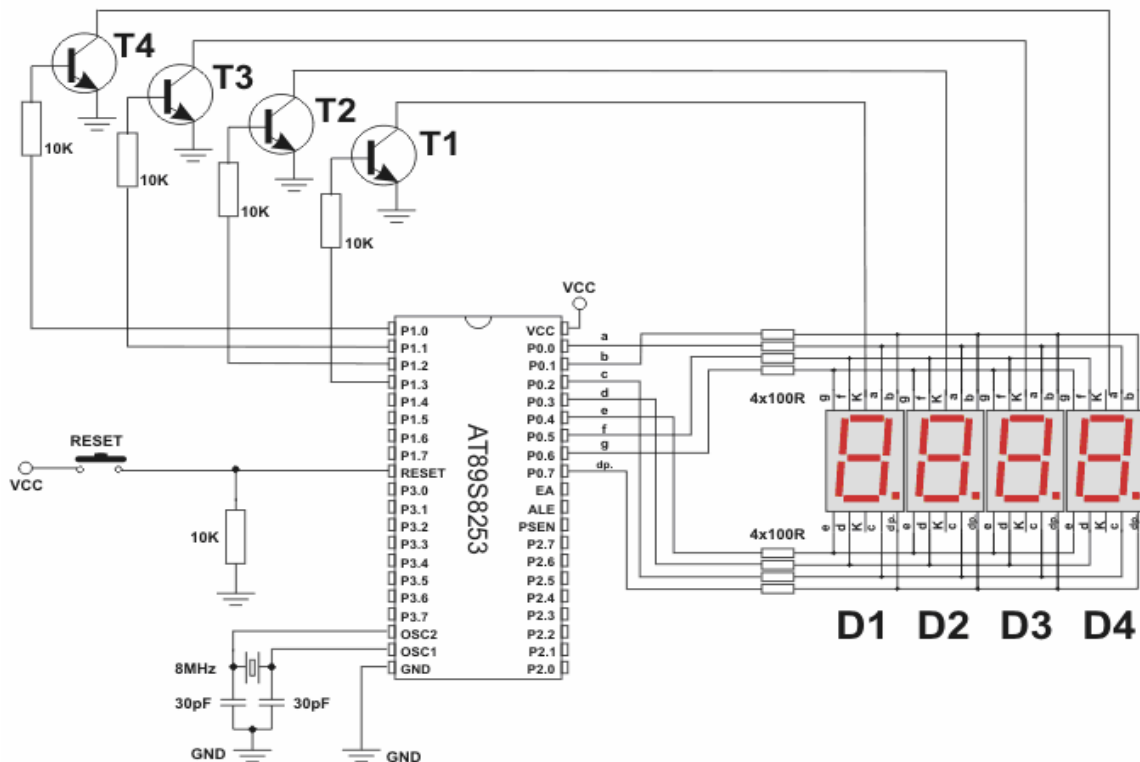 T4
T3
T2
T1
10K
10K
10K
10K
VCC
P1.0
P1.1
P1.2
P1.3
P1.4
P1.5
P1.6
P1.7
RESET
P3.0
P3.1
P3.2
P3.3
P3.4
P3.5
P3.6
P3.7
OSC2
OSC1
GND
AT89S8253
VCC
P0.0
P0.1
P0.2
P0.3
P0.4
P0.5
P0.6
P0.7
EA
ALE
PSEN
P2.7
P2.6
P2.5
P2.4
P2.3
P2.2
P2.1
P2.0
a
b
c
d
e
f
g
dp.
RESET
VCC
10K
8MHz
30pF
30pF
GND
GND
4x100R
g f K a b g f K a b g f K a b g f K a b
4x100R
e d K c dp. e d K c dp. e d K c dp. e d K c dp.
D1 D2 D3 D4